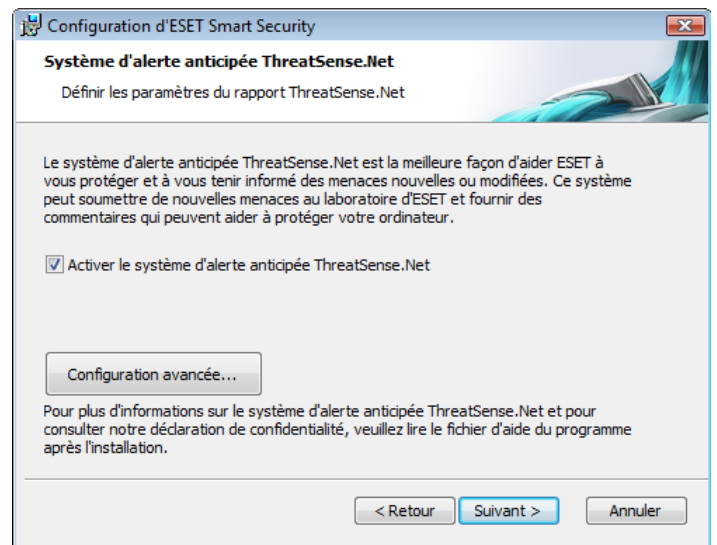 Configuration d'ESET Smart Security
Système d'alerte anticipée ThreatSense.Net
Définir les paramètres du rapport ThreatSense.Net
Le système d'alerte anticipée ThreatSense.Net est la meilleure façon d'aider ESET à
vous protéger et à vous tenir informé des menaces nouvelles ou modifiées. Ce système
peut soumettre de nouvelles menaces au laboratoire d'ESET et fournir des
commentaires qui peuvent aider à protéger votre ordinateur.
Activer le système d'alerte anticipée ThreatSense.Net
Configuration avancée...
Pour plus d'informations sur le système d'alerte anticipée ThreatSense.Net et pour
consulter notre déclaration de confidentialité, veuillez lire le fichier d'aide du programme
après l'installation.
< Retour
Suivant >
Annuler